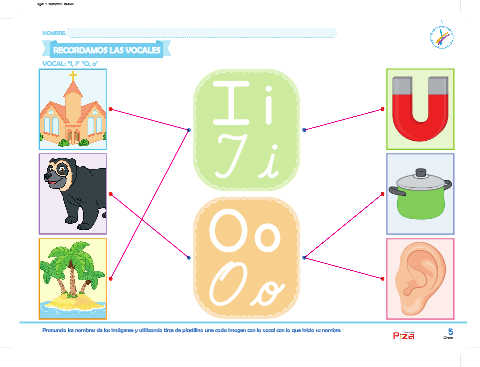 NOMBRE:
RECORDAMOS LAS VOCALES
VOCAL: "I, i" "O, o"
I i
I i
O o
O o
Pronuncia los nombres de las imágenes y utilizando tiras de plastilina une cada imagen con la vocal con la que inicia su nombre.
5